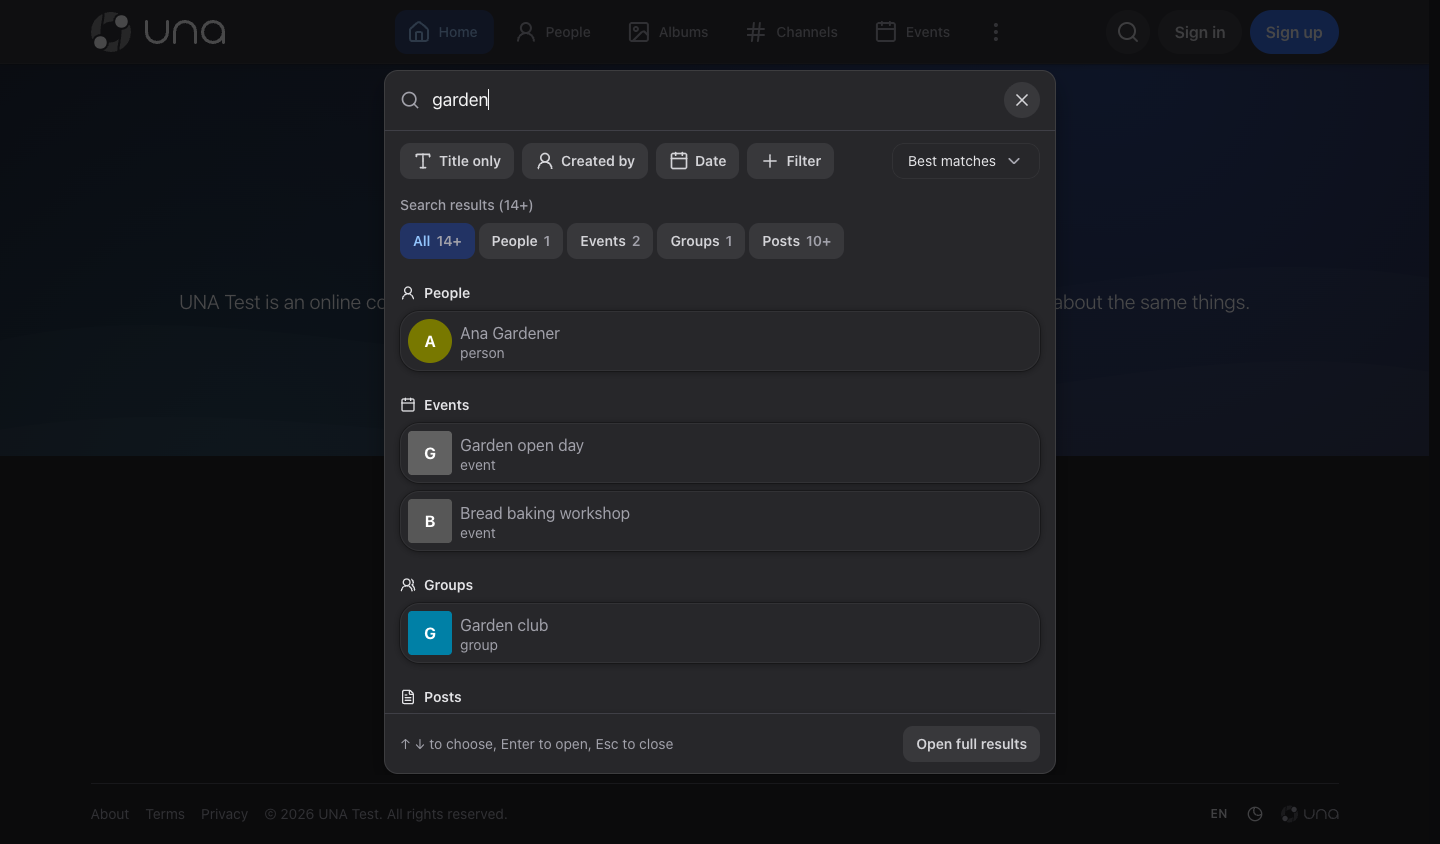 una
Home
People
Albums
Channels
Events
Sign in
Sign up
garden
Title only
Created by
Date
Filter
Best matches
Search results (14+)
All 14+
People 1
Events 2
Groups 1
Posts 10+
UNA Test is an online co
about the same things.
People
A
Ana Gardener
person
Events
G
Garden open day
event
B
Bread baking workshop
event
Groups
G
Garden club
group
Posts
↑ ↓ to choose, Enter to open, Esc to close
Open full results
About
Terms
Privacy
© 2026 UNA Test. All rights reserved.
EN
una